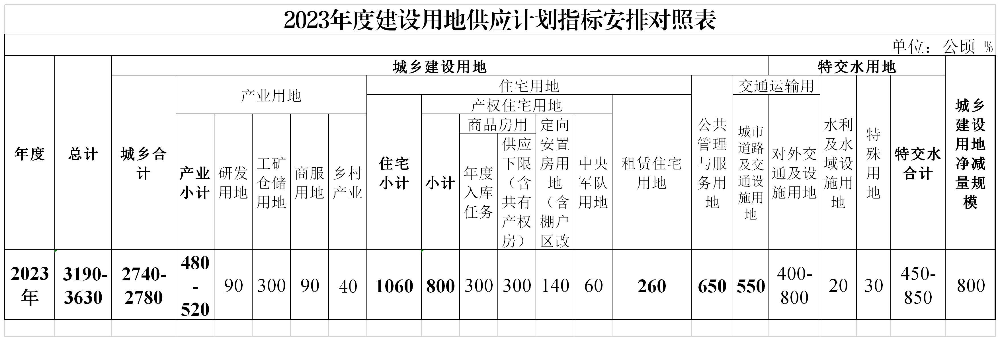 2023年度建设用地供应计划指标安排对照表
单位：公顷 %
年度
总计
城乡建设用地
特交水用地
城乡
建设
用地
净减
量规
模
城乡合
计
产业用地
住宅用地
公共
管理
与服
务用
地
交通运输用
水利
及水
域设
施用
地
特
殊
用
地
特交水
合计
产业
小计
研发
用地
工矿
仓储
用地
商服
用地
乡村
产业
住宅
小计
产权住宅用地
租赁住宅
用地
城市
道路
及交
通设
施用
地
对外交
通及设
施用地
小计
商品房用
定向
安置
房用
地
（含
棚户
区改
中央
军队
用地
年度
入库
任务
供应
下限
（含
共有
产权
房）
2023
年
3190-
3630
2740-
2780
480
-
520
90
300
90
40
1060
800
300
300
140
60
260
650
550
400-
800
20
30
450-
850
800